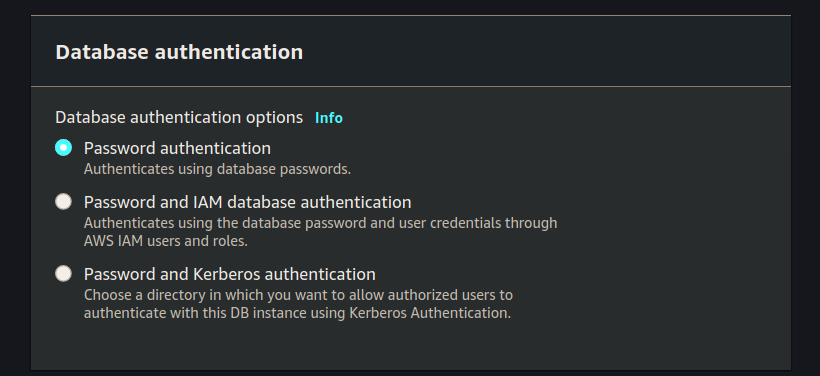 Database authentication
Database authentication options Info
Password authentication
Authenticates using database passwords.
Password and IAM database authentication
Authenticates using the database password and user credentials through
AWS IAM users and roles.
Password and Kerberos authentication
Choose a directory in which you want to allow authorized users to
authenticate with this DB instance using Kerberos Authentication.